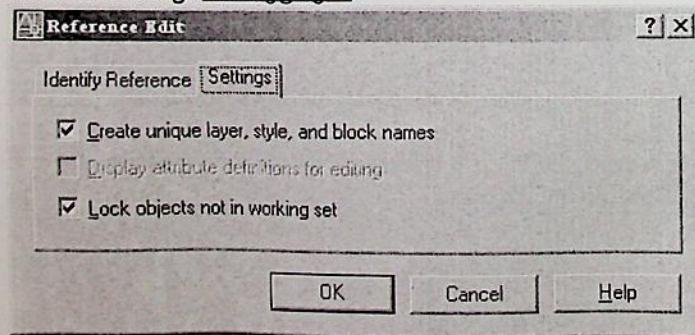 Reference Edit
Identify Reference Settings
Create unique layer, style, and block names
Display attribute definitions for editing
Lock objects not in working set
OK Cancel Help